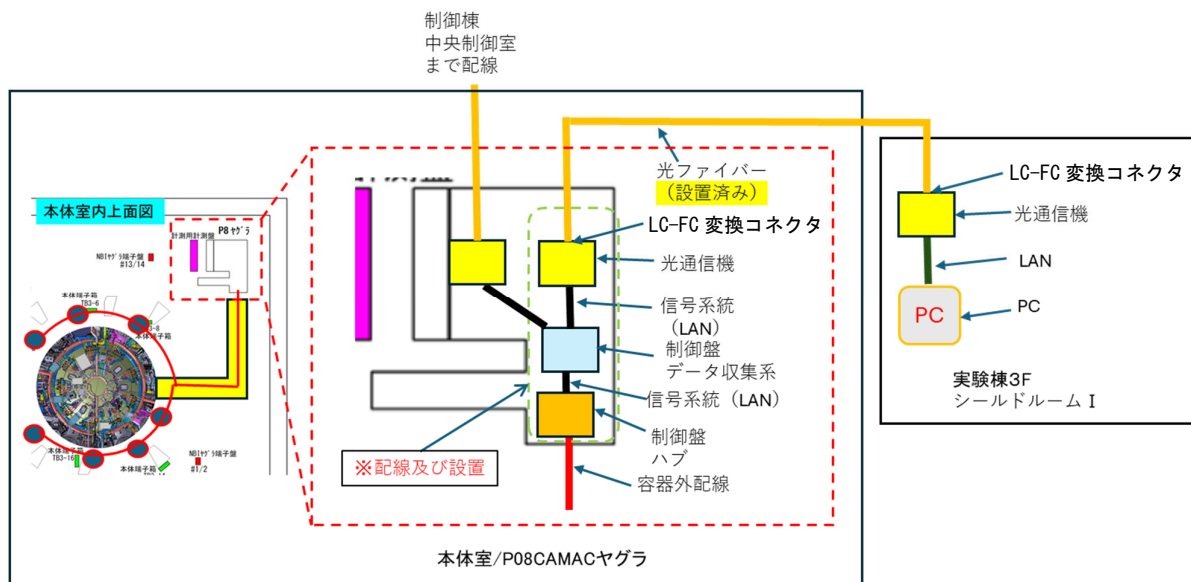 制御棟
中央制御室
まで配線
光ファイバー
(設置済み)
LC-FC 変換コネクタ
光通信機
LAN
PC
PC
実験棟3F
シールドルームⅠ
LC-FC 変換コネクタ
光通信機
信号系統
(LAN)
制御盤
データ収集系
信号系統(LAN)
制御盤
ハブ
容器外配線
※配線及び設置
本体室内上面図
P8 ヤグラ
計測用計測盤
NBIヤグラ端子盤
#13/14
本体端子箱
TB3-6
本体端子箱
NBIヤグラ端子盤
#1/2
本体端子箱
TB3-16
本体端子箱
本体室/P08CAMACヤグラ